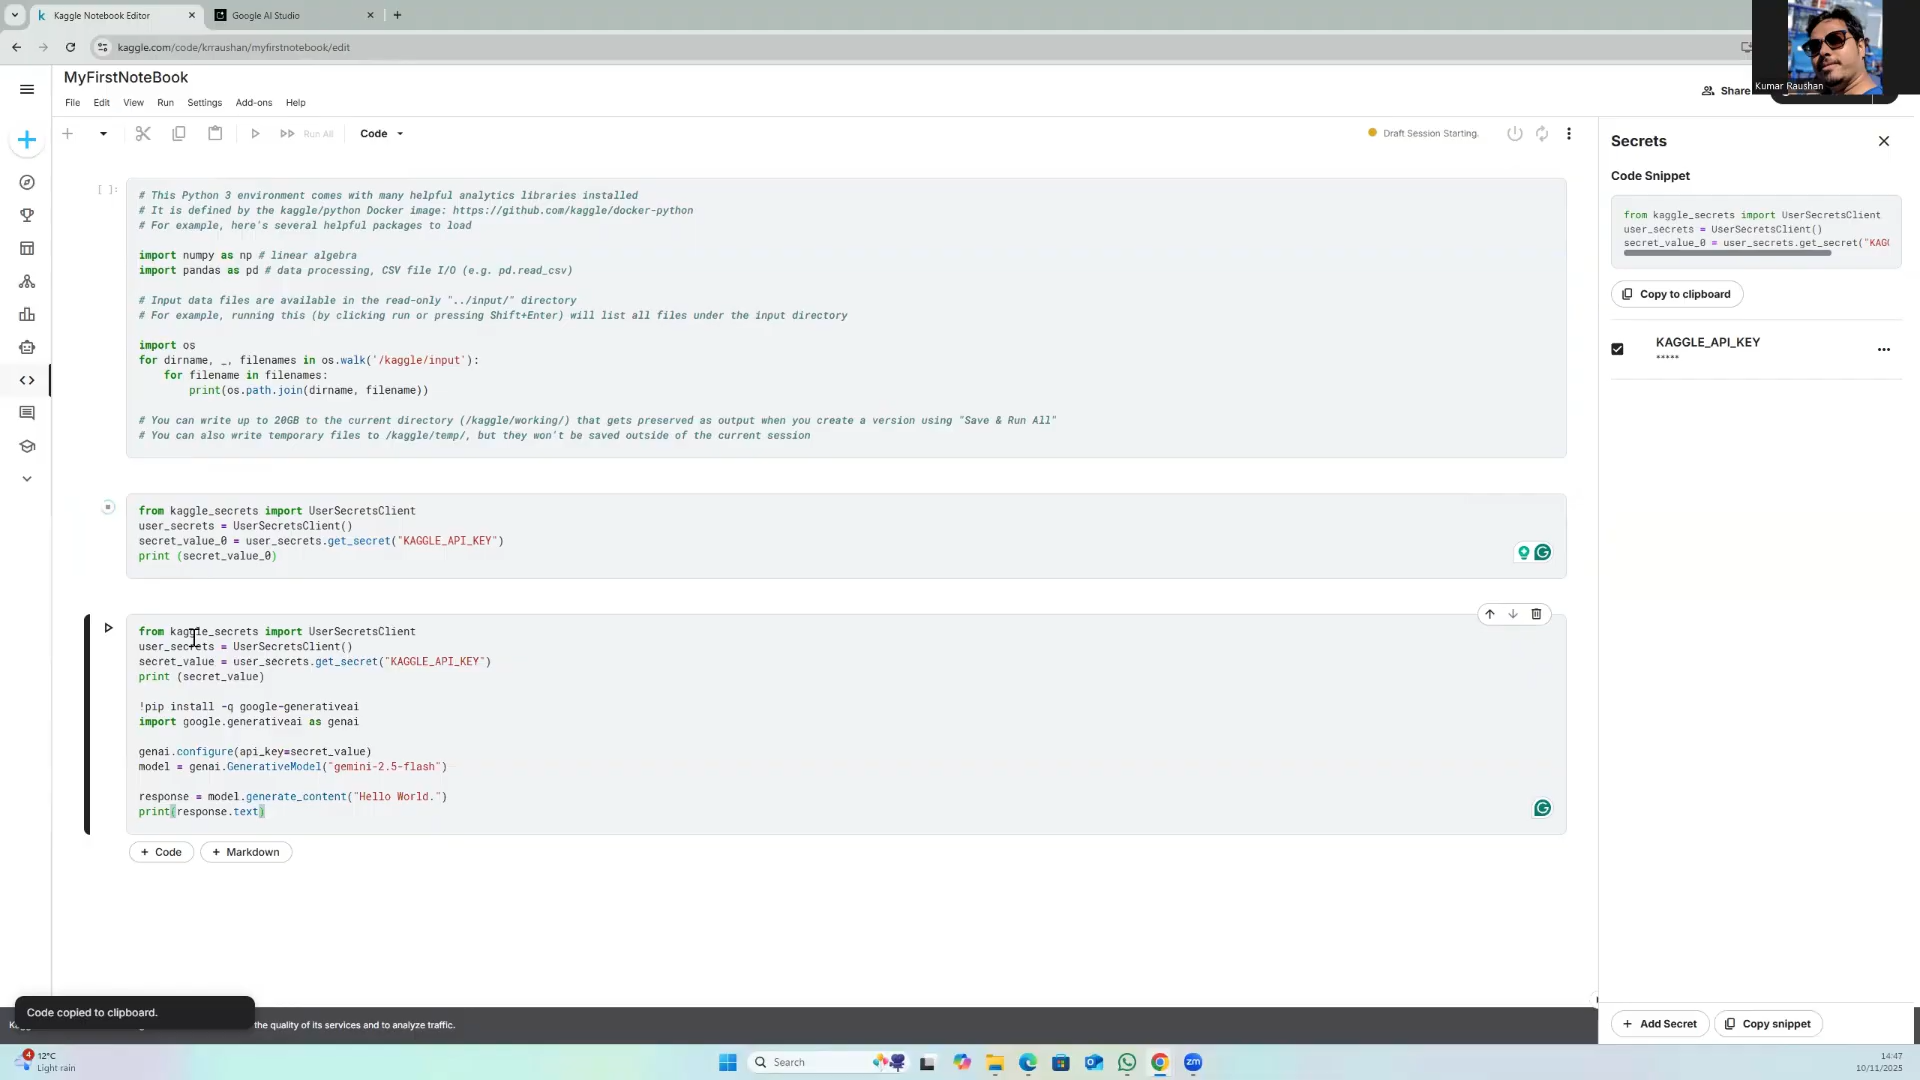 Kaggle Notebook Editor
Google AI Studio
kaggle.com/code/krraushan/myfirstnotebook/edit
Kumar Raushan
MyFirstNoteBook
File Edit View Run Settings Add-ons Help
Share
Run All
Code
Draft Session Starting.
[ ]:
# This Python 3 environment comes with many helpful analytics libraries installed
# It is defined by the kaggle/python Docker image: https://github.com/kaggle/docker-python
# For example, here's several helpful packages to load
import numpy as np # linear algebra
import pandas as pd # data processing, CSV file I/O (e.g. pd.read_csv)
# Input data files are available in the read-only "../input/" directory
# For example, running this (by clicking run or pressing Shift+Enter) will list all files under the input directory
import os
for dirname, _, filenames in os.walk('/kaggle/input'):
for filename in filenames:
print(os.path.join(dirname, filename))
# You can write up to 20GB to the current directory (/kaggle/working/) that gets preserved as output when you create a version using "Save & Run All"
# You can also write temporary files to /kaggle/temp/, but they won't be saved outside of the current session
from kaggle_secrets import UserSecretsClient
user_secrets = UserSecretsClient()
secret_value_0 = user_secrets.get_secret("KAGGLE_API_KEY")
print (secret_value_0)
from kaggle_secrets import UserSecretsClient
user_secrets = UserSecretsClient()
secret_value = user_secrets.get_secret("KAGGLE_API_KEY")
print (secret_value)
!pip install -q google-generativeai
import google.generativeai as genai
genai.configure(api_key=secret_value)
model = genai.GenerativeModel("gemini-2.5-flash")
response = model.generate_content("Hello World.")
print(response.text)
+ Code
+ Markdown
Secrets
Code Snippet
from kaggle_secrets import UserSecretsClient
user_secrets = UserSecretsClient()
secret_value_0 = user_secrets.get_secret("KAGG
Copy to clipboard
KAGGLE_API_KEY
*****
+ Add Secret
Copy snippet
Code copied to clipboard.
the quality of its services and to analyze traffic.
4
12°C
Light rain
Search
zm
14:47
10/11/2025